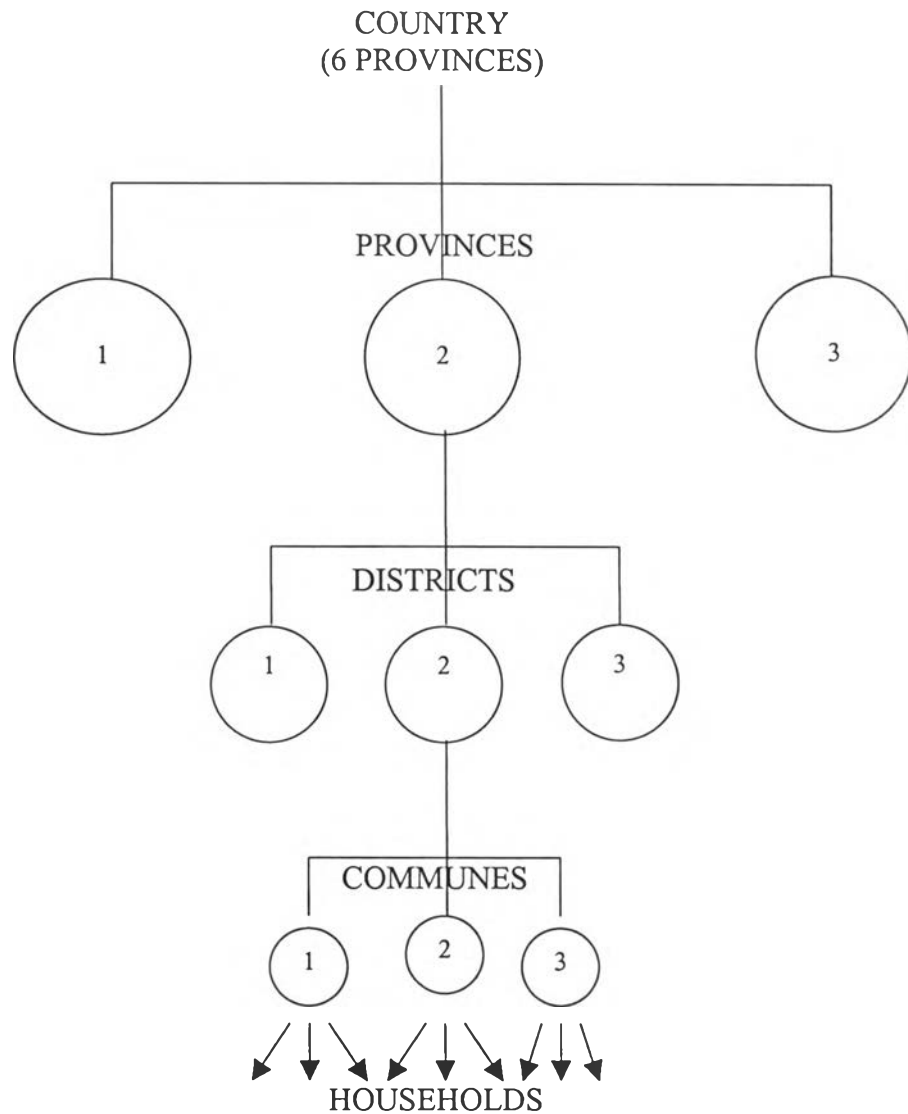 COUNTRY
(6 PROVINCES)
PROVINCES
1 2 3
DISTRICTS
1 2 3
COMMUNES
1 2 3
HOUSEHOLDS